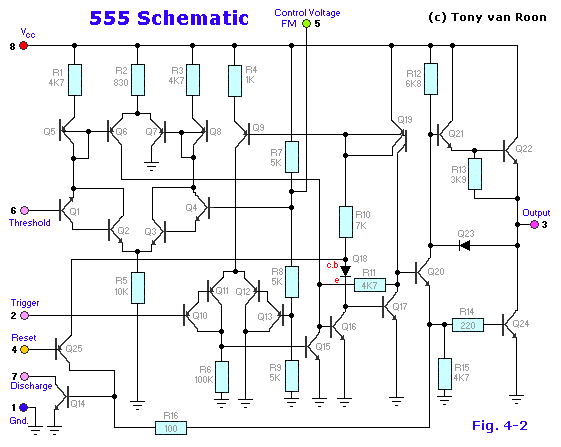 555 Schematic
Control Voltage
FM 5
(c) Tony van Roon
Vcc
8
R1
4K7
R2
830
R3
4K7
R4
1K
R12
6K8
Q5
Q6
Q7
Q8
Q9
Q19
Q21
Q22
R7
5K
R13
3K9
6
Threshold
Q1
Q2
Q3
Q4
R10
7K
Output
3
Q23
Q18
c.b
e
R5
10K
R8
5K
R11
4K7
Q20
Trigger
2
Q11
Q12
Q10
Q13
Q17
Q16
R14
220
Q24
Reset
4
Q25
Q15
7
Discharge
R6
100K
R9
5K
R15
4K7
Q14
1
Gnd.
R16
100
Fig. 4-2